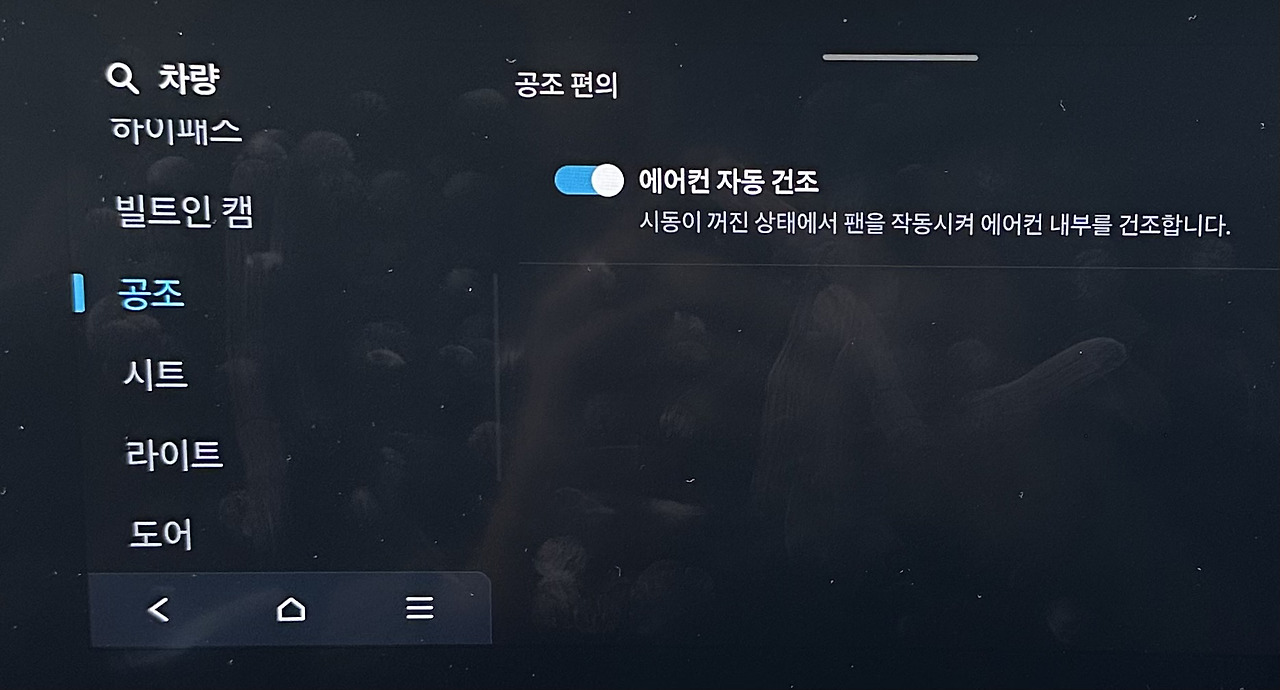 차량
하이패스
빌트인 캠
공조
시트
라이트
도어
공조 편의
에어컨 자동 건조
시동이 꺼진 상태에서 팬을 작동시켜 에어컨 내부를 건조합니다.